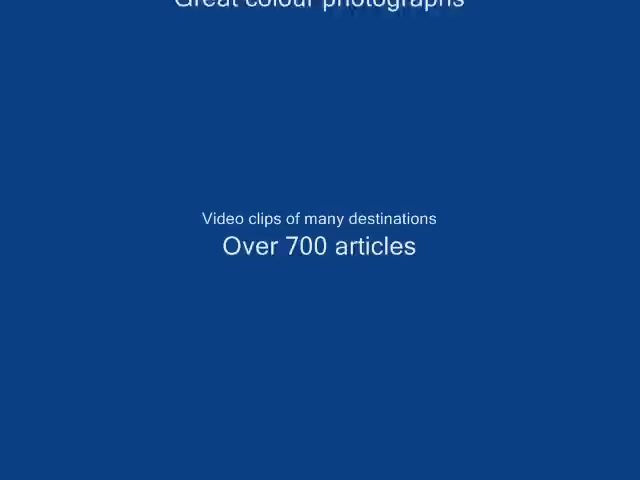 Great colour photographs
Video clips of many destinations
Over 700 articles